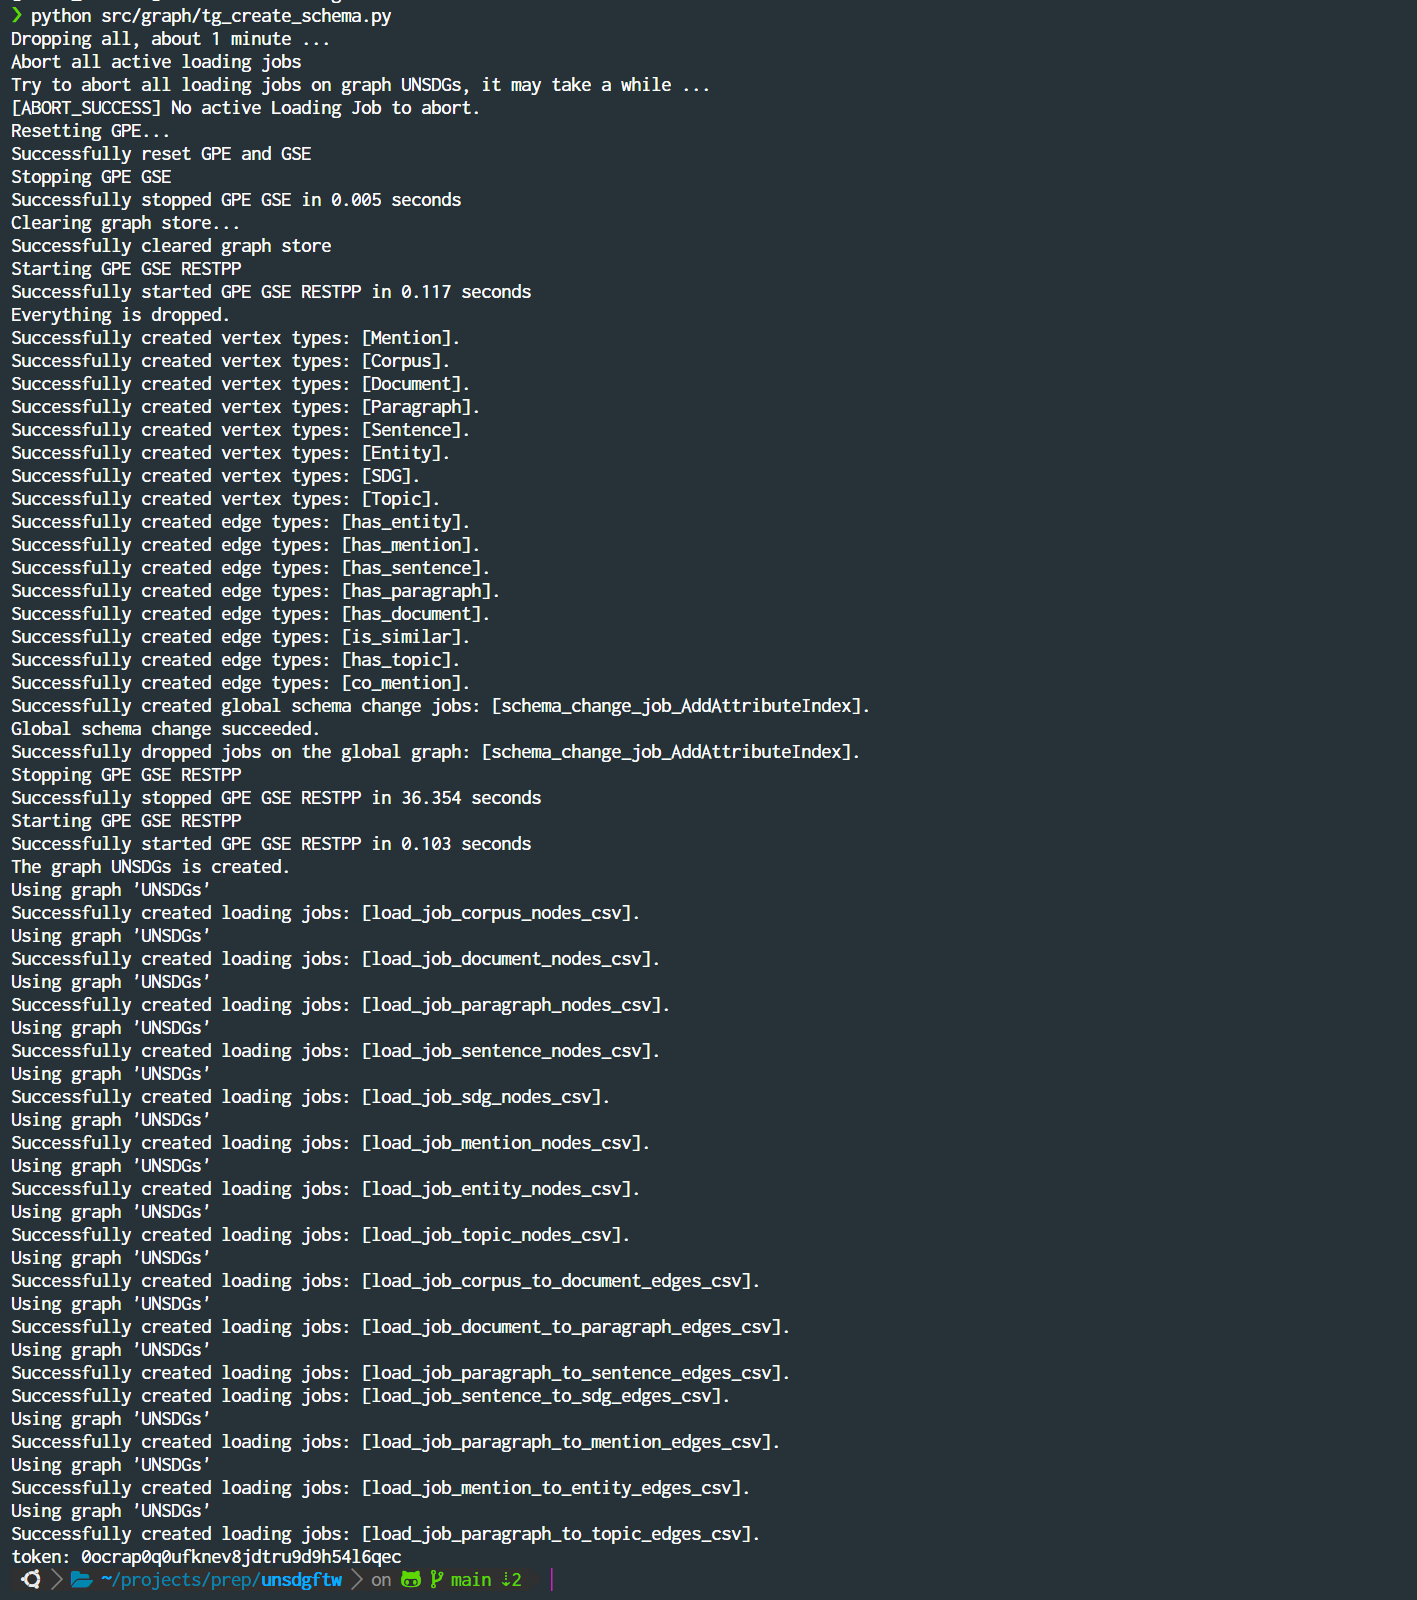 ❯ python src/graph/tg_create_schema.py
Dropping all, about 1 minute ...
Abort all active loading jobs
Try to abort all loading jobs on graph UNSDGs, it may take a while ...
[ABORT_SUCCESS] No active Loading Job to abort.
Resetting GPE...
Successfully reset GPE and GSE
Stopping GPE GSE
Successfully stopped GPE GSE in 0.005 seconds
Clearing graph store...
Successfully cleared graph store
Starting GPE GSE RESTPP
Successfully started GPE GSE RESTPP in 0.117 seconds
Everything is dropped.
Successfully created vertex types: [Mention].
Successfully created vertex types: [Corpus].
Successfully created vertex types: [Document].
Successfully created vertex types: [Paragraph].
Successfully created vertex types: [Sentence].
Successfully created vertex types: [Entity].
Successfully created vertex types: [SDG].
Successfully created vertex types: [Topic].
Successfully created edge types: [has_entity].
Successfully created edge types: [has_mention].
Successfully created edge types: [has_sentence].
Successfully created edge types: [has_paragraph].
Successfully created edge types: [has_document].
Successfully created edge types: [is_similar].
Successfully created edge types: [has_topic].
Successfully created edge types: [co_mention].
Successfully created global schema change jobs: [schema_change_job_AddAttributeIndex].
Global schema change succeeded.
Successfully dropped jobs on the global graph: [schema_change_job_AddAttributeIndex].
Stopping GPE GSE RESTPP
Successfully stopped GPE GSE RESTPP in 36.354 seconds
Starting GPE GSE RESTPP
Successfully started GPE GSE RESTPP in 0.103 seconds
The graph UNSDGs is created.
Using graph 'UNSDGs'
Successfully created loading jobs: [load_job_corpus_nodes_csv].
Using graph 'UNSDGs'
Successfully created loading jobs: [load_job_document_nodes_csv].
Using graph 'UNSDGs'
Successfully created loading jobs: [load_job_paragraph_nodes_csv].
Using graph 'UNSDGs'
Successfully created loading jobs: [load_job_sentence_nodes_csv].
Using graph 'UNSDGs'
Successfully created loading jobs: [load_job_sdg_nodes_csv].
Using graph 'UNSDGs'
Successfully created loading jobs: [load_job_mention_nodes_csv].
Using graph 'UNSDGs'
Successfully created loading jobs: [load_job_entity_nodes_csv].
Using graph 'UNSDGs'
Successfully created loading jobs: [load_job_topic_nodes_csv].
Using graph 'UNSDGs'
Successfully created loading jobs: [load_job_corpus_to_document_edges_csv].
Using graph 'UNSDGs'
Successfully created loading jobs: [load_job_document_to_paragraph_edges_csv].
Using graph 'UNSDGs'
Successfully created loading jobs: [load_job_paragraph_to_sentence_edges_csv].
Successfully created loading jobs: [load_job_sentence_to_sdg_edges_csv].
Using graph 'UNSDGs'
Successfully created loading jobs: [load_job_paragraph_to_mention_edges_csv].
Using graph 'UNSDGs'
Successfully created loading jobs: [load_job_mention_to_entity_edges_csv].
Using graph 'UNSDGs'
Successfully created loading jobs: [load_job_paragraph_to_topic_edges_csv].
token: 0ocrap0q0ufknev8jdtru9d9h54l6qec
~/projects/prep/unsdgftw on main ⇣2